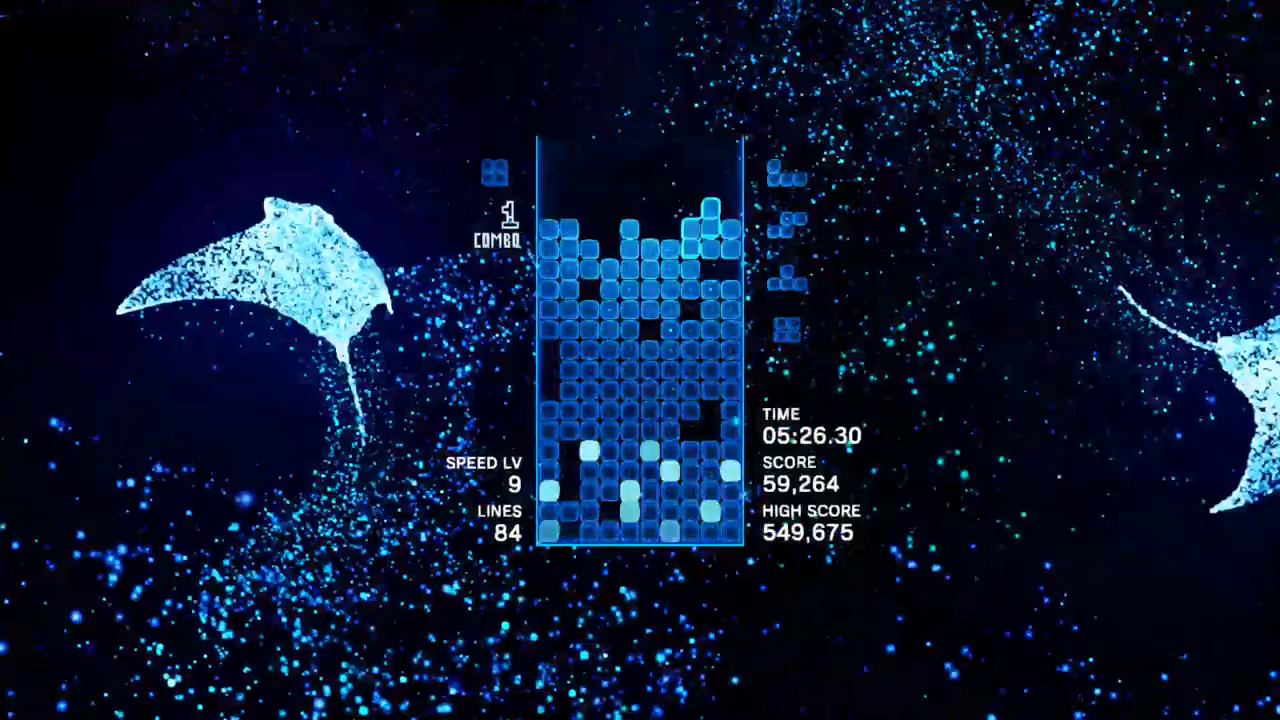 1
COMBO
SPEED LV
9
LINES
84
TIME
05:26.30
SCORE
59,264
HIGH SCORE
549,675